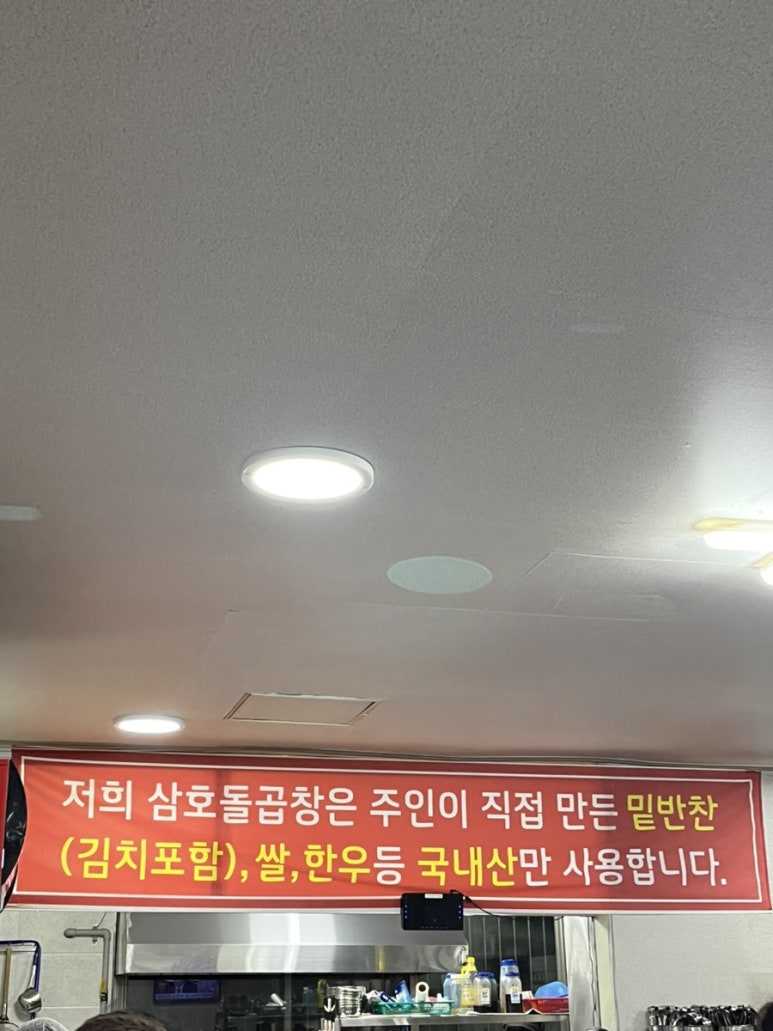 저희 삼호돌곱창은 주인이 직접 만든 밑반찬
(김치포함),쌀,한우등 국내산만 사용합니다.